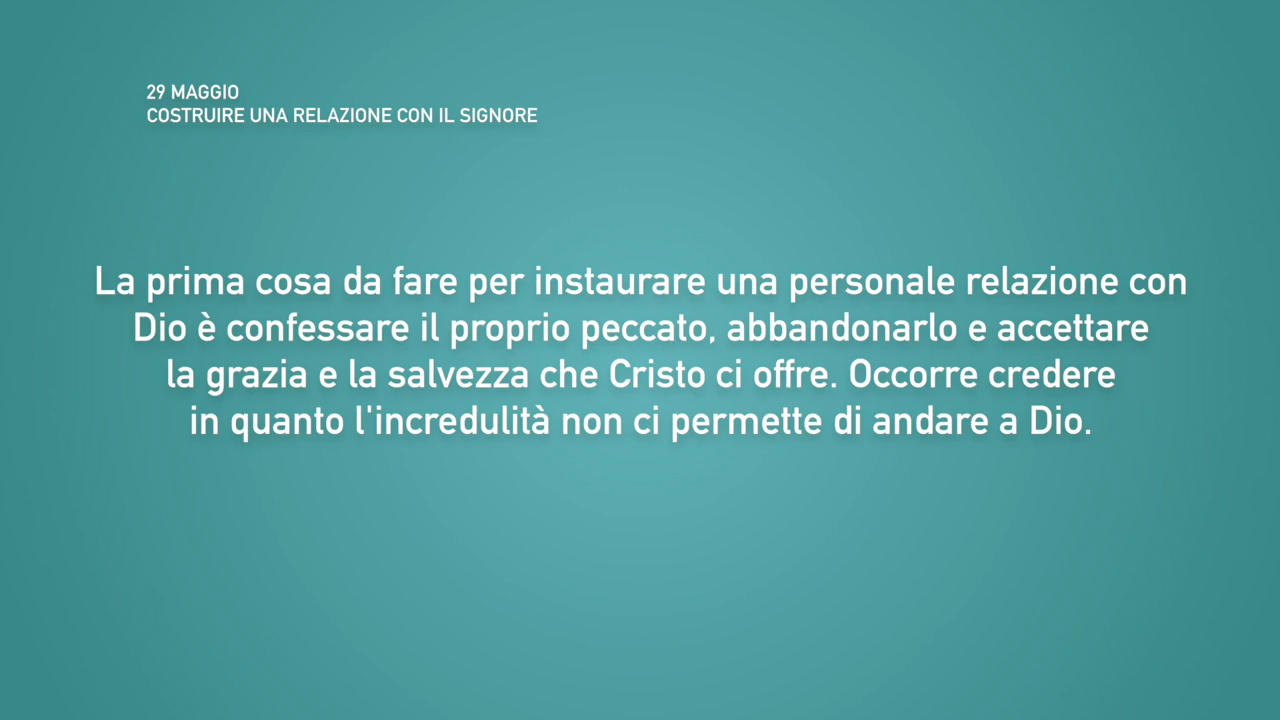 29 MAGGIO
COSTRUIRE UNA RELAZIONE CON IL SIGNORE
La prima cosa da fare per instaurare una personale relazione con
Dio è confessare il proprio peccato, abbandonarlo e accettare
la grazia e la salvezza che Cristo ci offre. Occorre credere
in quanto l'incredulità non ci permette di andare a Dio.